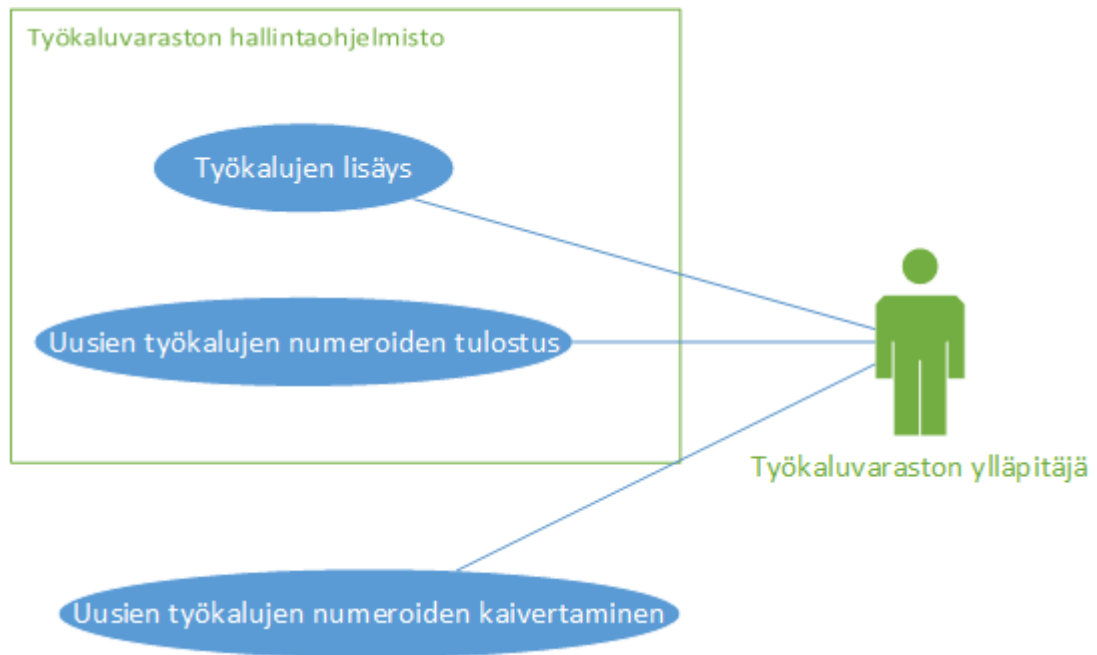 Työkaluvaraston hallintaohjelmisto
Työkalujen lisäys
Uusien työkalujen numeroiden tulostus
Työkaluvaraston ylläpitäjä
Uusien työkalujen numeroiden kaivertaminen